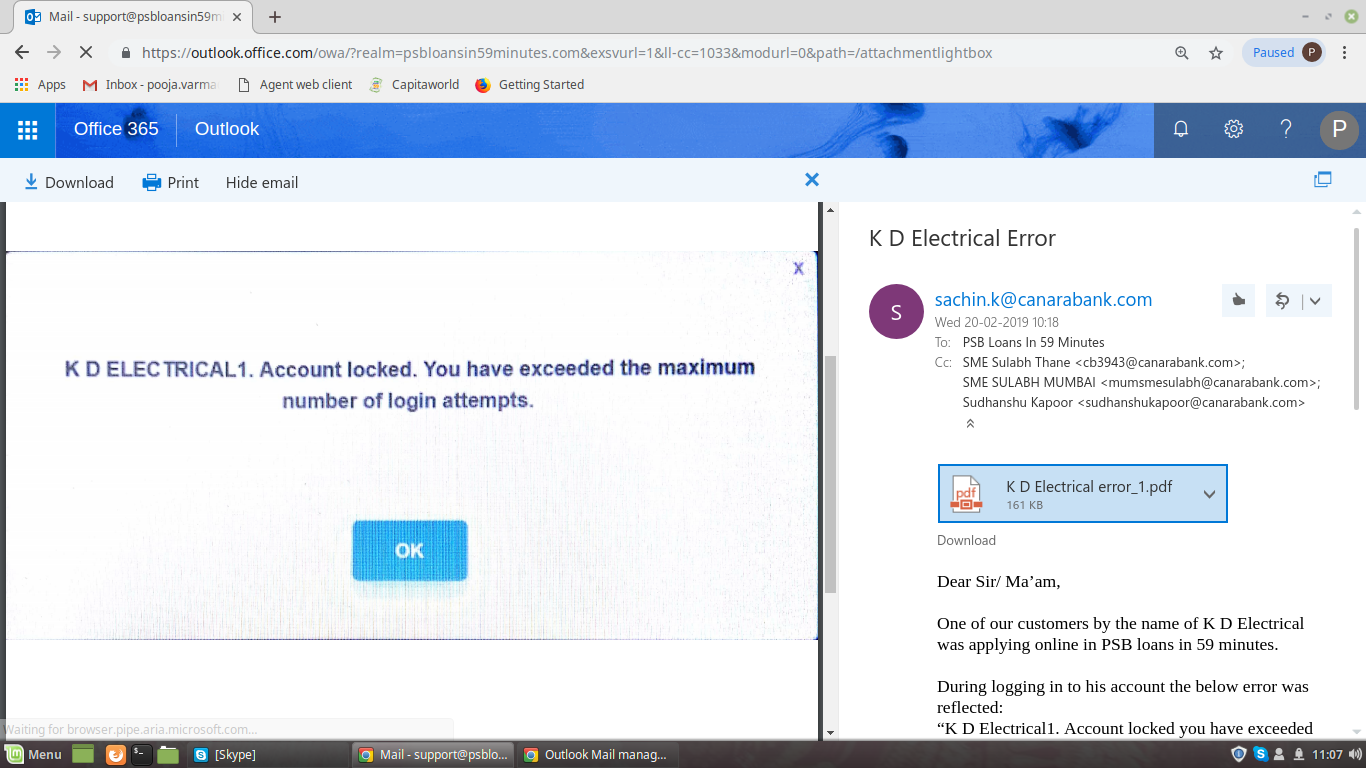 Mail - support@psbloansin59m
https://outlook.office.com/owa/?realm=psbloansin59minutes.com&exsvurl=1&ll-cc=1033&modurl=0&path=/attachmentlightbox
Paused P
Apps Inbox - pooja.varma Agent web client Capitaworld Getting Started
Office 365 Outlook
? P
Download Print Hide email
X
K D ELECTRICAL1. Account locked. You have exceeded the maximum
number of login attempts.
OK
K D Electrical Error
S
sachin.k@canarabank.com
Wed 20-02-2019 10:18
To: PSB Loans In 59 Minutes
Cc: SME Sulabh Thane <cb3943@canarabank.com>;
SME SULABH MUMBAI <mumsmesulabh@canarabank.com>;
Sudhanshu Kapoor <sudhanshukapoor@canarabank.com>
pdf
K D Electrical error_1.pdf
161 KB
Download
Dear Sir/ Ma’am,
One of our customers by the name of K D Electrical
was applying online in PSB loans in 59 minutes.
During logging in to his account the below error was
reflected:
“K D Electrical1. Account locked you have exceeded
Waiting for browser.pipe.aria.microsoft.com...
Menu [Skype] Mail - support@psblo... Outlook Mail manag... 11:07